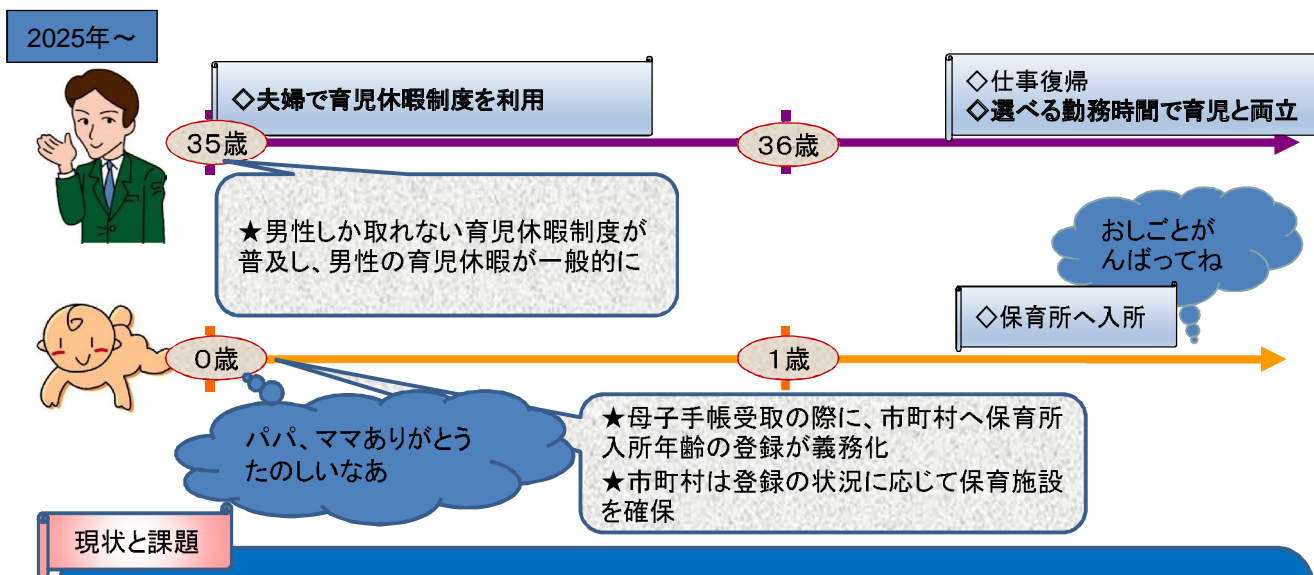 2025年～
◇夫婦で育児休暇制度を利用
◇仕事復帰
◇選べる勤務時間で育児と両立
35歳
36歳
★男性しか取れない育児休暇制度が
普及し、男性の育児休暇が一般的に
おしごとが
んばってね
◇保育所へ入所
0歳
1歳
パパ、ママありがとう
たのしいなあ
★母子手帳受取の際に、市町村へ保育所
入所年齢の登録が義務化
★市町村は登録の状況に応じて保育施設
を確保
現状と課題